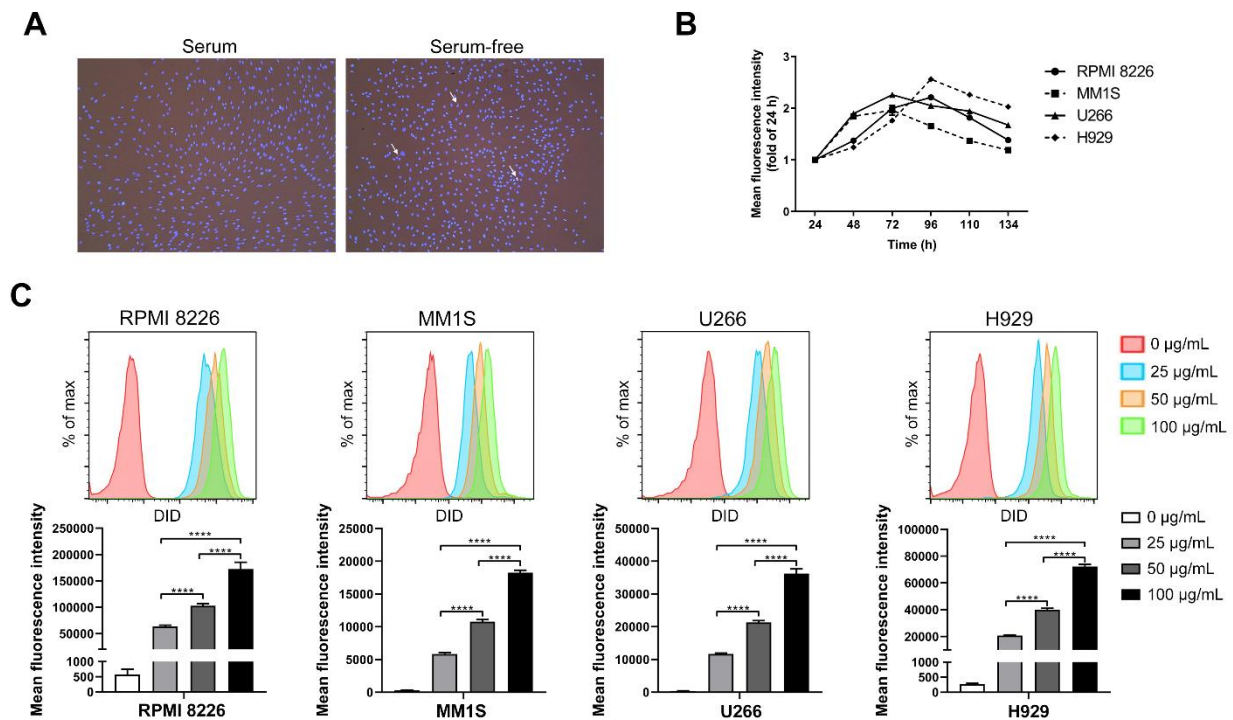 A
Serum
Serum-free
B
Mean fluorescence intensity
(fold of 24 h)
3
2
1
0
24 48 72 96 110 134
Time (h)
RPMI 8226
MM1S
U266
H929
C
RPMI 8226
MM1S
U266
H929
% of max
% of max
% of max
% of max
DID
DID
DID
DID
0 µg/mL
25 µg/mL
50 µg/mL
100 µg/mL
Mean fluorescence intensity
250000
200000
150000
100000
50000
1000
500
0
****
****
****
RPMI 8226
Mean fluorescence intensity
25000
20000
15000
10000
5000
0
****
****
****
MM1S
Mean fluorescence intensity
50000
40000
30000
20000
10000
0
****
****
****
U266
Mean fluorescence intensity
100000
80000
60000
40000
20000
1000
500
0
****
****
****
H929
0 µg/mL
25 µg/mL
50 µg/mL
100 µg/mL